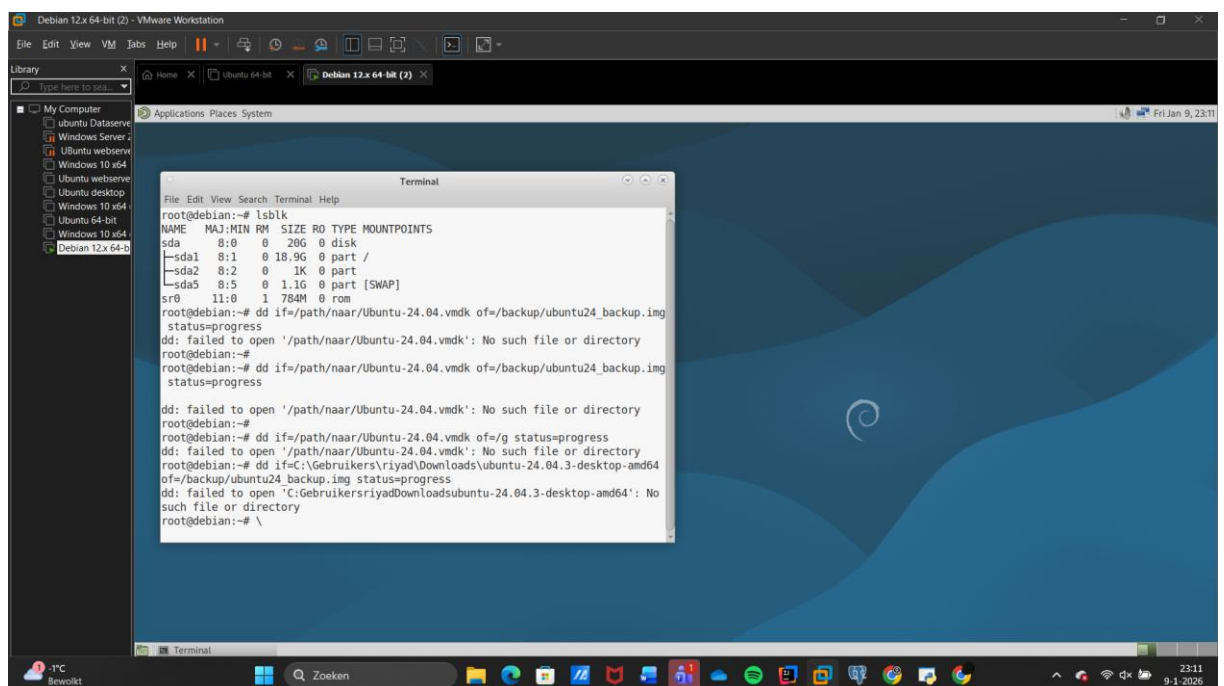 Debian 12.x 64-bit (2) - VMware Workstation
File Edit View VM Tabs Help
Library
Type here to sea...
Home
Ubuntu 64-bit
Debian 12.x 64-bit (2)
My Computer
ubuntu Dataserve
Windows Server 2
UBuntu webserve
Windows 10 x64
Ubuntu webserve
Ubuntu desktop
Windows 10 x64
Ubuntu 64-bit
Windows 10 x64
Debian 12.x 64-b
Applications Places System
Fri Jan 9, 23:11
Terminal
File Edit View Search Terminal Help
root@debian:~# lsblk
NAME MAJ:MIN RM SIZE RO TYPE MOUNTPOINTS
sda 8:0 0 20G 0 disk
├─sda1 8:1 0 18.9G 0 part /
├─sda2 8:2 0 1K 0 part
└─sda5 8:5 0 1.1G 0 part [SWAP]
sr0 11:0 1 784M 0 rom
root@debian:~# dd if=/path/naar/Ubuntu-24.04.vmdk of=/backup/ubuntu24_backup.img
status=progress
dd: failed to open '/path/naar/Ubuntu-24.04.vmdk': No such file or directory
root@debian:~#
root@debian:~# dd if=/path/naar/Ubuntu-24.04.vmdk of=/backup/ubuntu24_backup.img
status=progress
dd: failed to open '/path/naar/Ubuntu-24.04.vmdk': No such file or directory
root@debian:~#
root@debian:~# dd if=/path/naar/Ubuntu-24.04.vmdk of=/g status=progress
dd: failed to open '/path/naar/Ubuntu-24.04.vmdk': No such file or directory
root@debian:~# dd if=C:\Gebruikers\riyad\Downloads\ubuntu-24.04.3-desktop-amd64
of=/backup/ubuntu24_backup.img status=progress
dd: failed to open 'C:GebruikersriyadDownloadsubuntu-24.04.3-desktop-amd64': No
such file or directory
root@debian:~# \
Terminal
1
-1°C
Bewolkt
Zoeken
1
23:11
9-1-2026